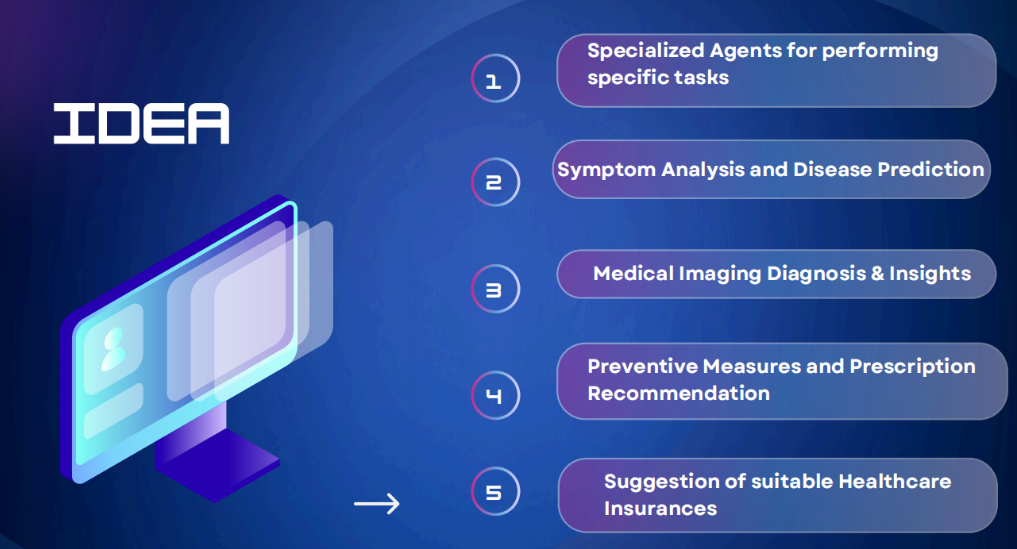 IDEA
1
Specialized Agents for performing
specific tasks
2
Symptom Analysis and Disease Prediction
3
Medical Imaging Diagnosis & Insights
4
Preventive Measures and Prescription
Recommendation
5
Suggestion of suitable Healthcare
Insurances